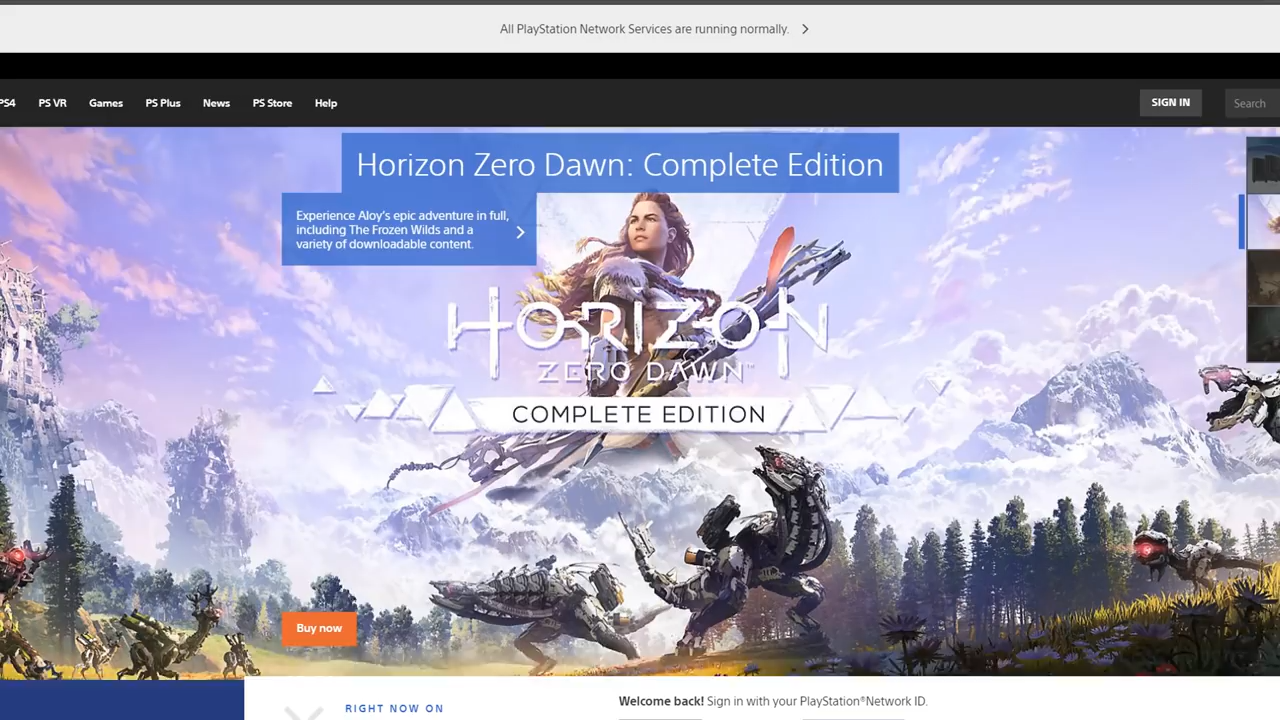 All PlayStation Network Services are running normally.
PS4 PS VR Games PS Plus News PS Store Help SIGN IN Search
Horizon Zero Dawn: Complete Edition
Experience Aloy's epic adventure in full,
including The Frozen Wilds and a
variety of downloadable content.
HORIZON
ZERO DAWN™
COMPLETE EDITION
Buy now
Welcome back! Sign in with your PlayStation®Network ID.
RIGHT NOW ON